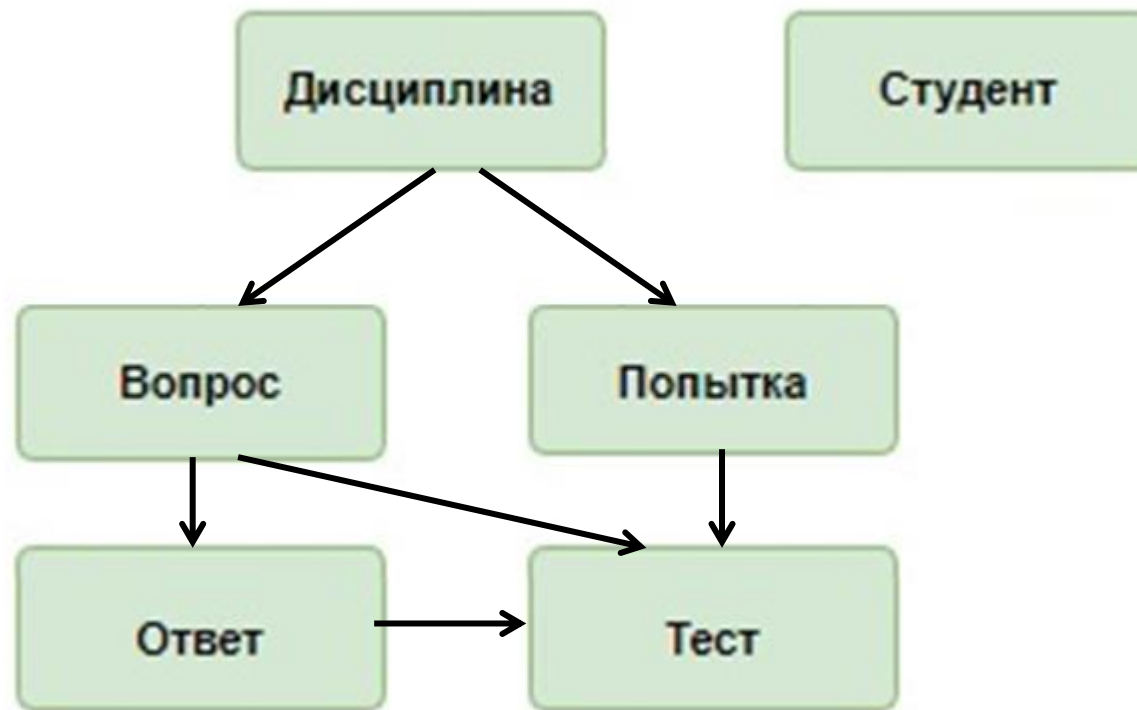 Дисциплина
Студент
Вопрос
Попытка
Ответ
Тест